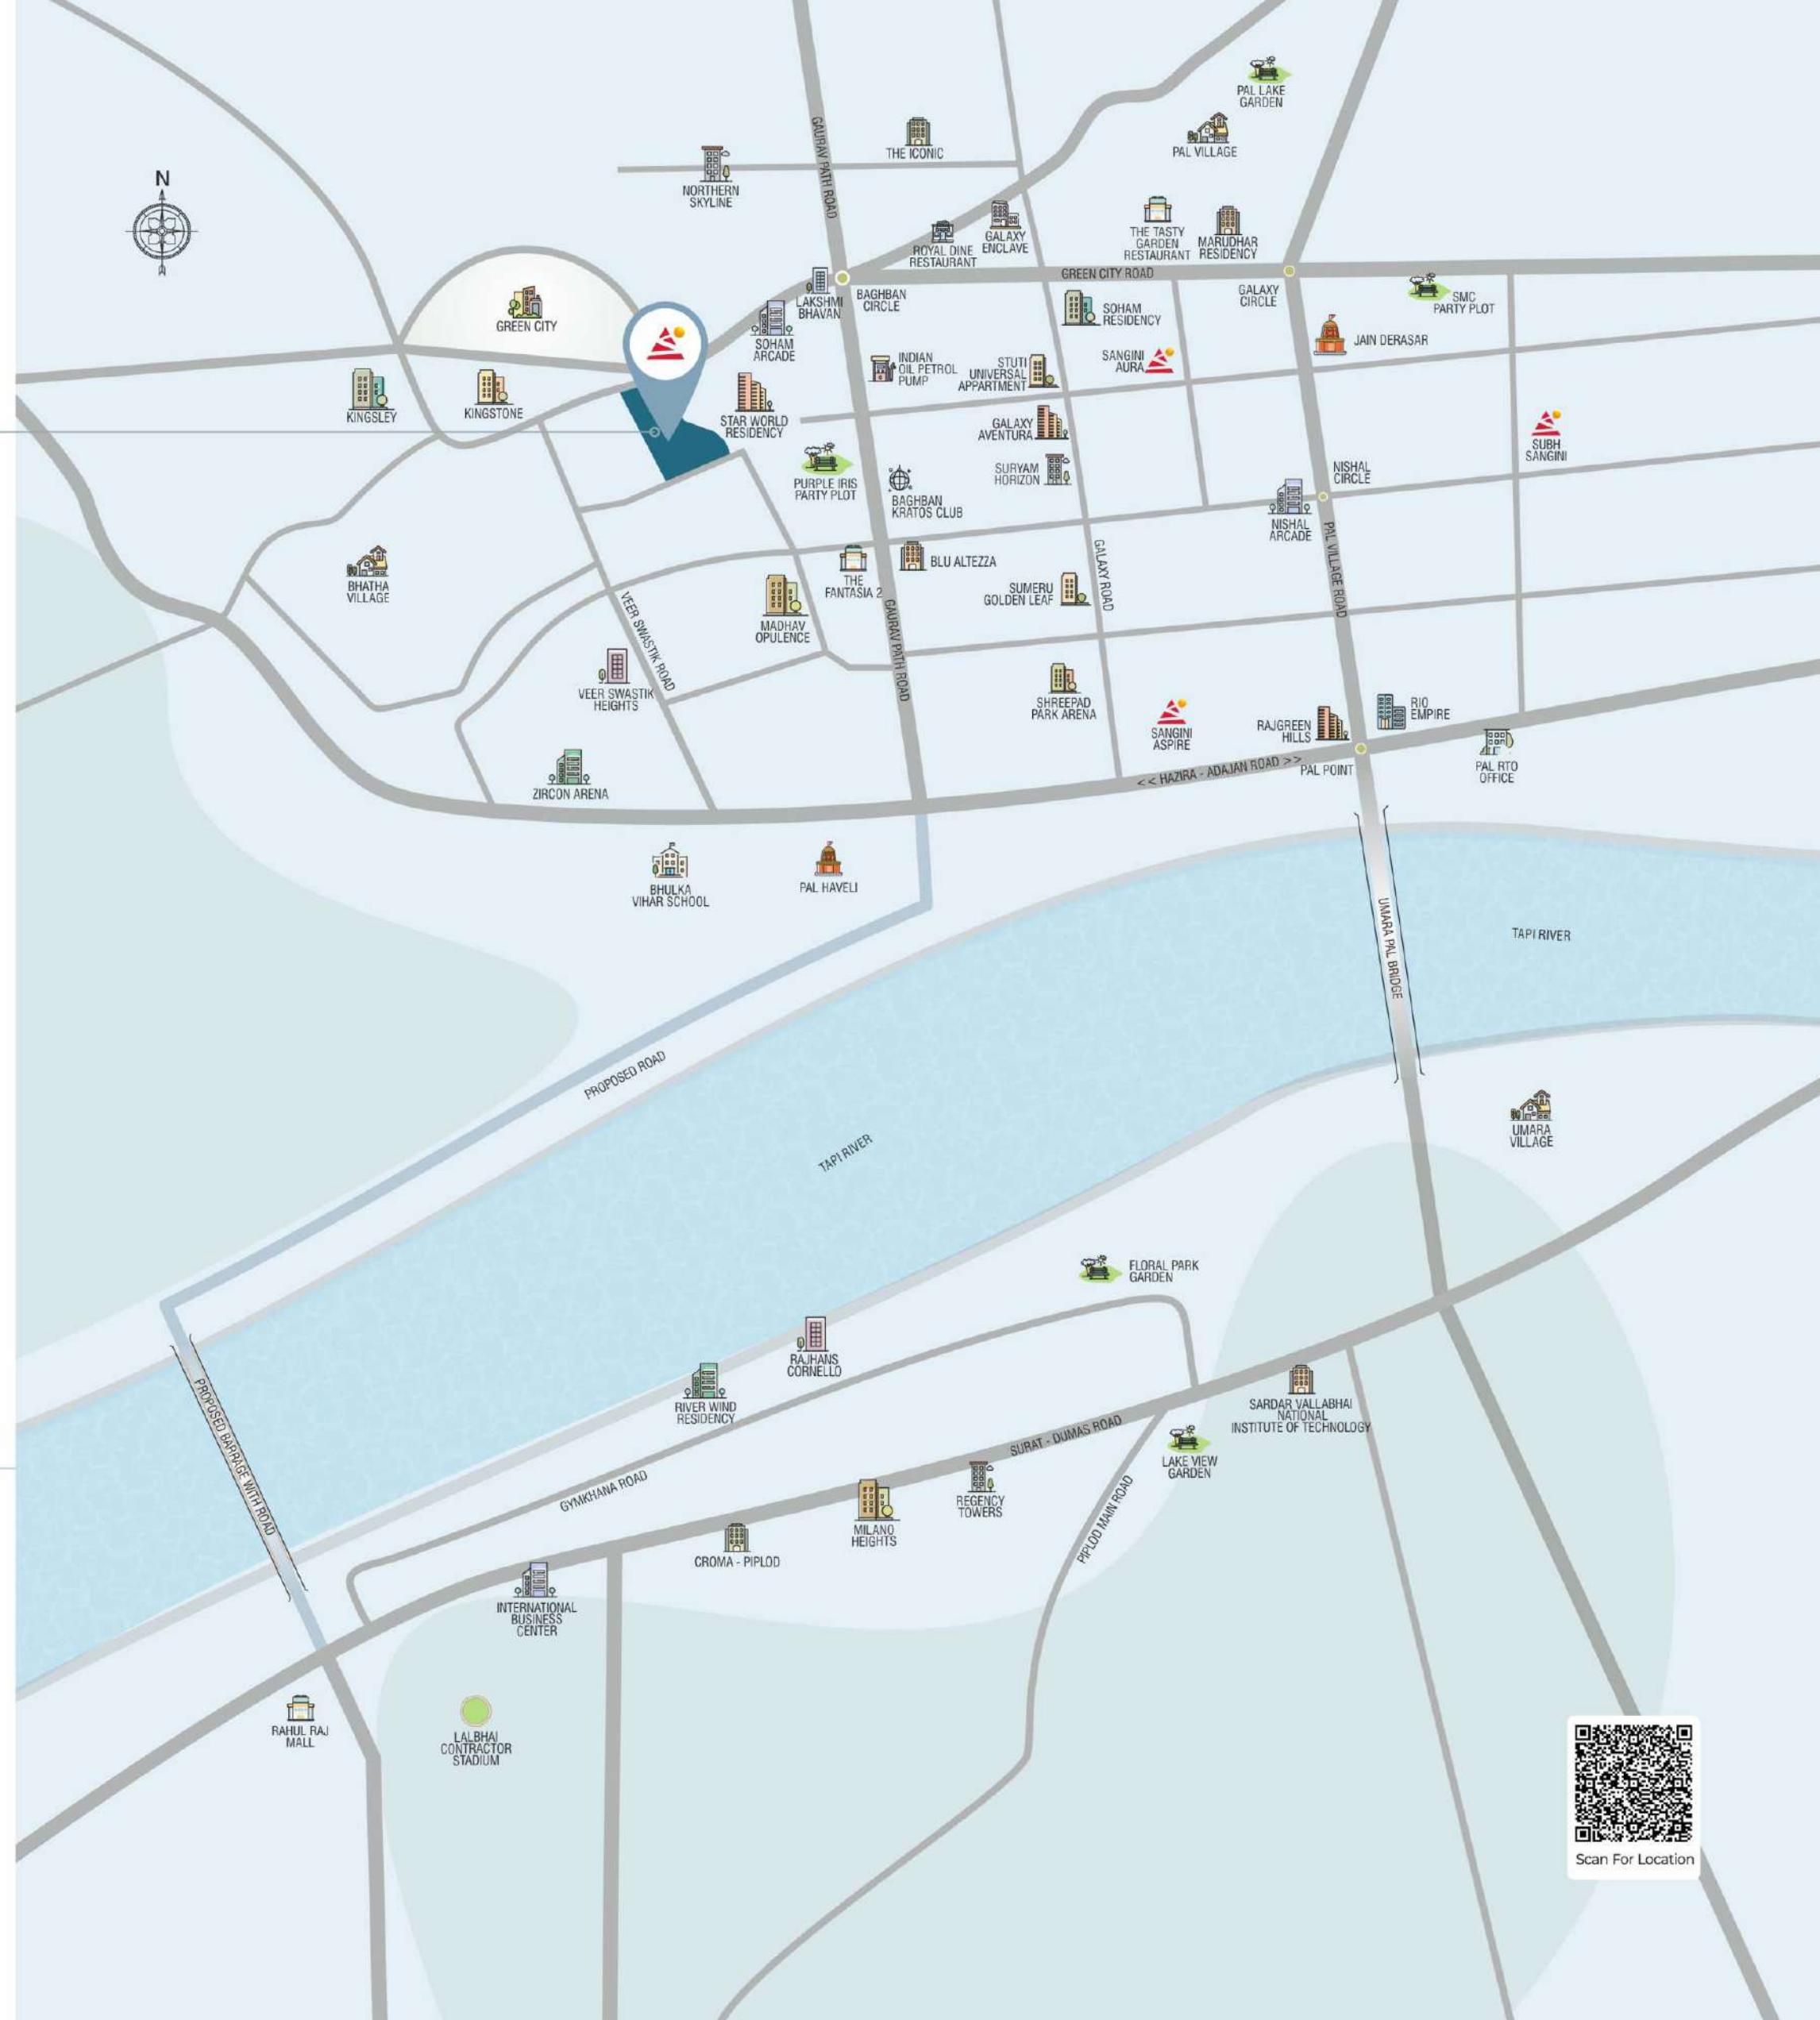 PAL LAKE
GARDEN
PAL VILLAGE
THE ICONIC
GAURAV PATH ROAD
NORTHERN
SKYLINE
N
ROYAL DINE
RESTAURANT
GALAXY
ENCLAVE
THE TASTY
GARDEN
RESTAURANT
MARUDHAR
RESIDENCY
GREEN CITY ROAD
GALAXY
CIRCLE
SMC
PARTY PLOT
LAKSHMI
BHAVAN
BAGHBAN
CIRCLE
SOHAM
RESIDENCY
GREEN CITY
SOHAM
ARCADE
JAIN DERASAR
INDIAN
OIL PETROL
PUMP
STUTI
UNIVERSAL
APPARTMENT
SANGINI
AURA
KINGSLEY
KINGSTONE
STAR WORLD
RESIDENCY
GALAXY
AVENTURA
SUBH
SANGINI
PURPLE IRIS
PARTY PLOT
BAGHBAN
KRATOS CLUB
SURYAM
HORIZON
NISHAL
CIRCLE
NISHAL
ARCADE
PAL VILLAGE ROAD
BHATHA
VILLAGE
THE
FANTASIA 2
BLU ALTEZZA
GALAXY ROAD
SUMERU
GOLDEN LEAF
MADHAV
OPULENCE
VEER SWASTIK ROAD
GAURAV PATH ROAD
VEER SWASTIK
HEIGHTS
SHREEPAD
PARK ARENA
SANGINI
ASPIRE
RAJGREEN
HILLS
RIO
EMPIRE
ZIRCON ARENA
<< HAZIRA - ADAJAN ROAD >>
PAL POINT
PAL RTO
OFFICE
BHULKA
VIHAR SCHOOL
PAL HAVELI
UMARA PAL BRIDGE
TAPI RIVER
PROPOSED ROAD
TAPI RIVER
UMARA
VILLAGE
FLORAL PARK
GARDEN
RAJHANS
CORNELLO
RIVER WIND
RESIDENCY
PROPOSED BARRAGE WITH ROAD
SARDAR VALLABHAI
NATIONAL
INSTITUTE OF TECHNOLOGY
SURAT - DUMAS ROAD
LAKE VIEW
GARDEN
GYMKHANA ROAD
REGENCY
TOWERS
PIPLOD MAIN ROAD
MILANO
HEIGHTS
CROMA - PIPLOD
INTERNATIONAL
BUSINESS
CENTER
RAHUL RAJ
MALL
LALBHAI
CONTRACTOR
STADIUM
Scan For Location